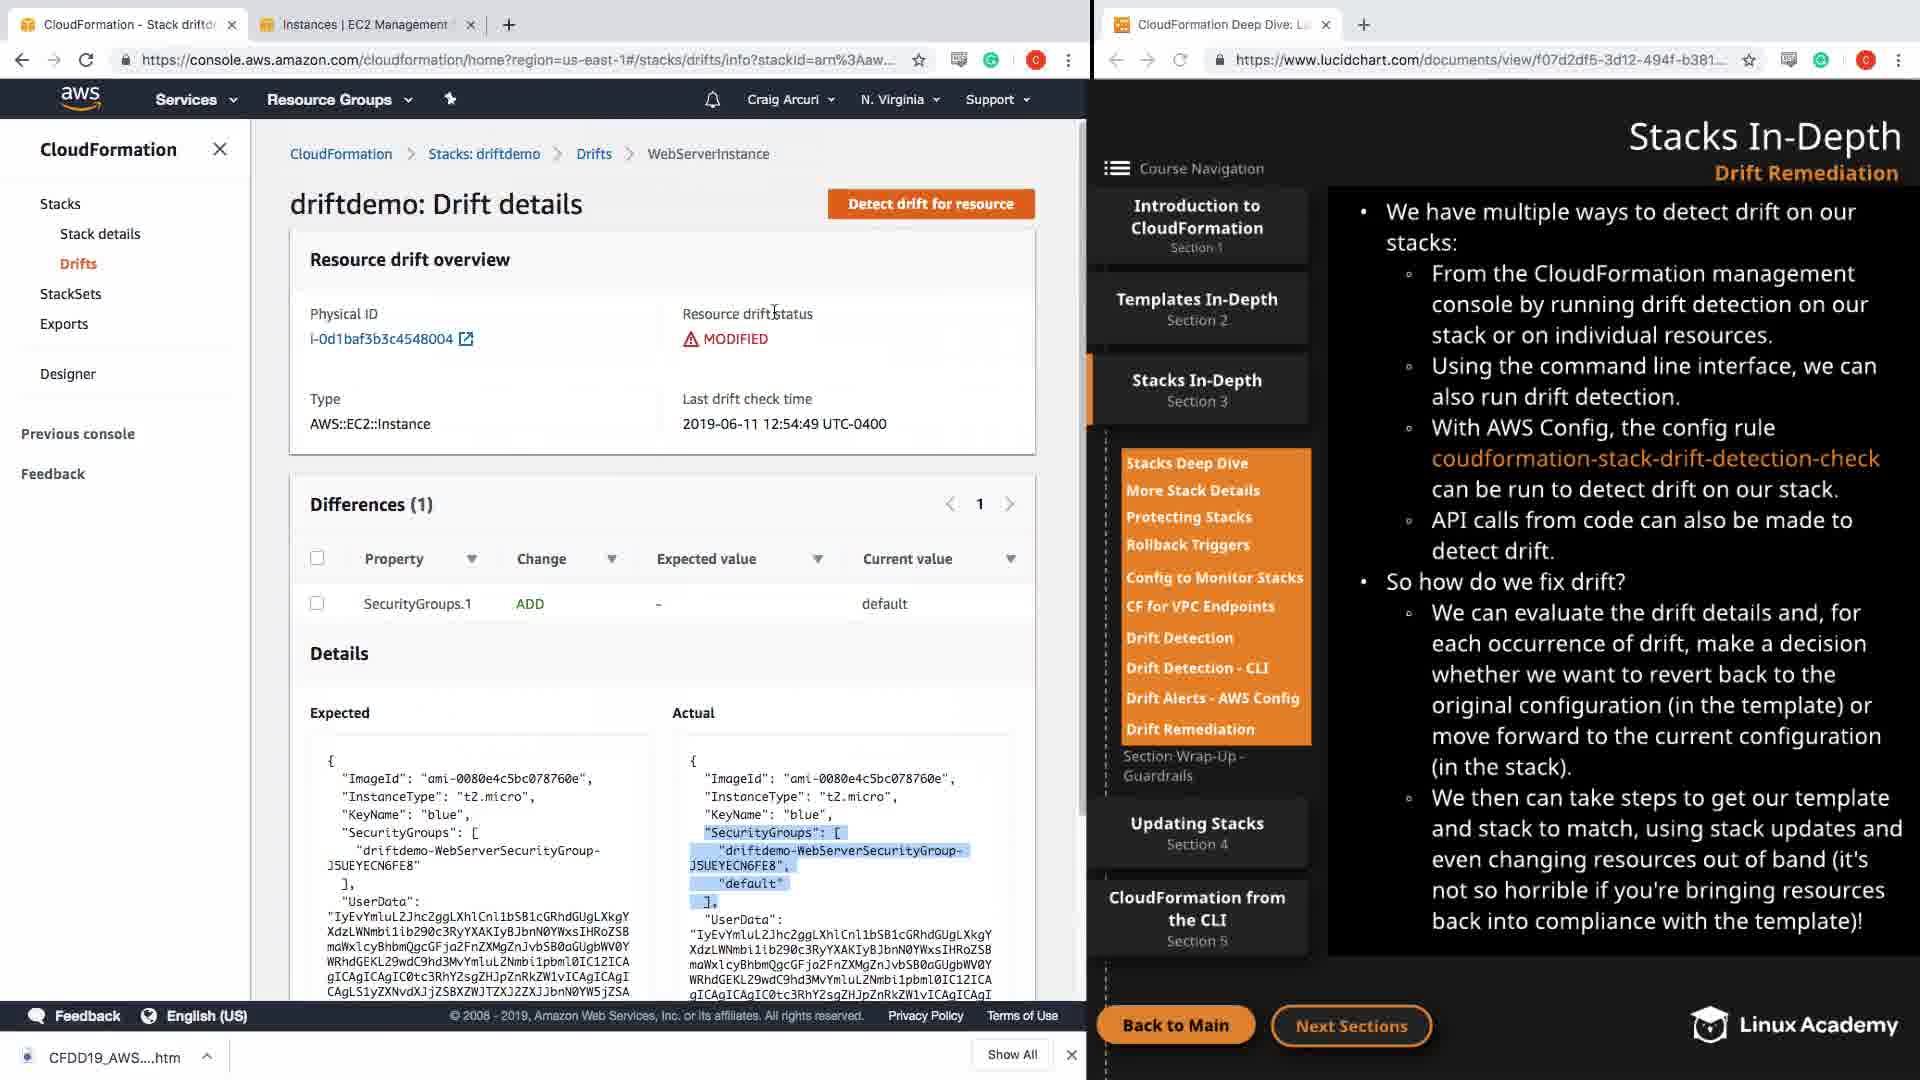 CloudFormation - Stack driftde
Instances | EC2 Management
https://console.aws.amazon.com/cloudformation/home?region=us-east-1#/stacks/drifts/info?stackId=arn%3Aaw...
C
aws
Services
Resource Groups
Craig Arcuri
N. Virginia
Support
CloudFormation
Stacks
Stack details
Drifts
StackSets
Exports
Designer
Previous console
Feedback
CloudFormation
Stacks: driftdemo
Drifts
WebServerInstance
driftdemo: Drift details
Detect drift for resource
Resource drift overview
Physical ID
i-0d1baf3b3c4548004
Resource drift status
MODIFIED
Type
AWS::EC2::Instance
Last drift check time
2019-06-11 12:54:49 UTC-0400
Differences (1)
1
Property
Change
Expected value
Current value
SecurityGroups.1
ADD
-
default
Details
Expected
{
"ImageId": "ami-0080e4c5bc078760e",
"InstanceType": "t2.micro",
"KeyName": "blue",
"SecurityGroups": [
"driftdemo-WebServerSecurityGroup-
J5UEYECN6FE8"
],
"UserData":
Actual
{
"ImageId": "ami-0080e4c5bc078760e",
"InstanceType": "t2.micro",
"KeyName": "blue",
"SecurityGroups": [
"driftdemo-WebServerSecurityGroup-
J5UEYECN6FE8",
"default"
],
"UserData":
Feedback
English (US)
© 2008 - 2019, Amazon Web Services, Inc. or its affiliates. All rights reserved.
Privacy Policy
Terms of Use
CFDD19_AWS....htm
Show All
CloudFormation Deep Dive: L
https://www.lucidchart.com/documents/view/f07d2df5-3d12-494f-b381...
C
Stacks In-Depth
Drift Remediation
Course Navigation
Introduction to
CloudFormation
Section 1
Templates In-Depth
Section 2
Stacks In-Depth
Section 3
Stacks Deep Dive
More Stack Details
Protecting Stacks
Rollback Triggers
Config to Monitor Stacks
CF for VPC Endpoints
Drift Detection
Drift Detection - CLI
Drift Alerts - AWS Config
Drift Remediation
Section Wrap-Up -
Guardrails
Updating Stacks
Section 4
CloudFormation from
the CLI
Section 5
• We have multiple ways to detect drift on our
stacks:
◦ From the CloudFormation management
console by running drift detection on our
stack or on individual resources.
◦ Using the command line interface, we can
also run drift detection.
◦ With AWS Config, the config rule
coudformation-stack-drift-detection-check
can be run to detect drift on our stack.
◦ API calls from code can also be made to
detect drift.
• So how do we fix drift?
◦ We can evaluate the drift details and, for
each occurrence of drift, make a decision
whether we want to revert back to the
original configuration (in the template) or
move forward to the current configuration
(in the stack).
◦ We then can take steps to get our template
and stack to match, using stack updates and
even changing resources out of band (it's
not so horrible if you're bringing resources
back into compliance with the template)!
Back to Main
Next Sections
Linux Academy